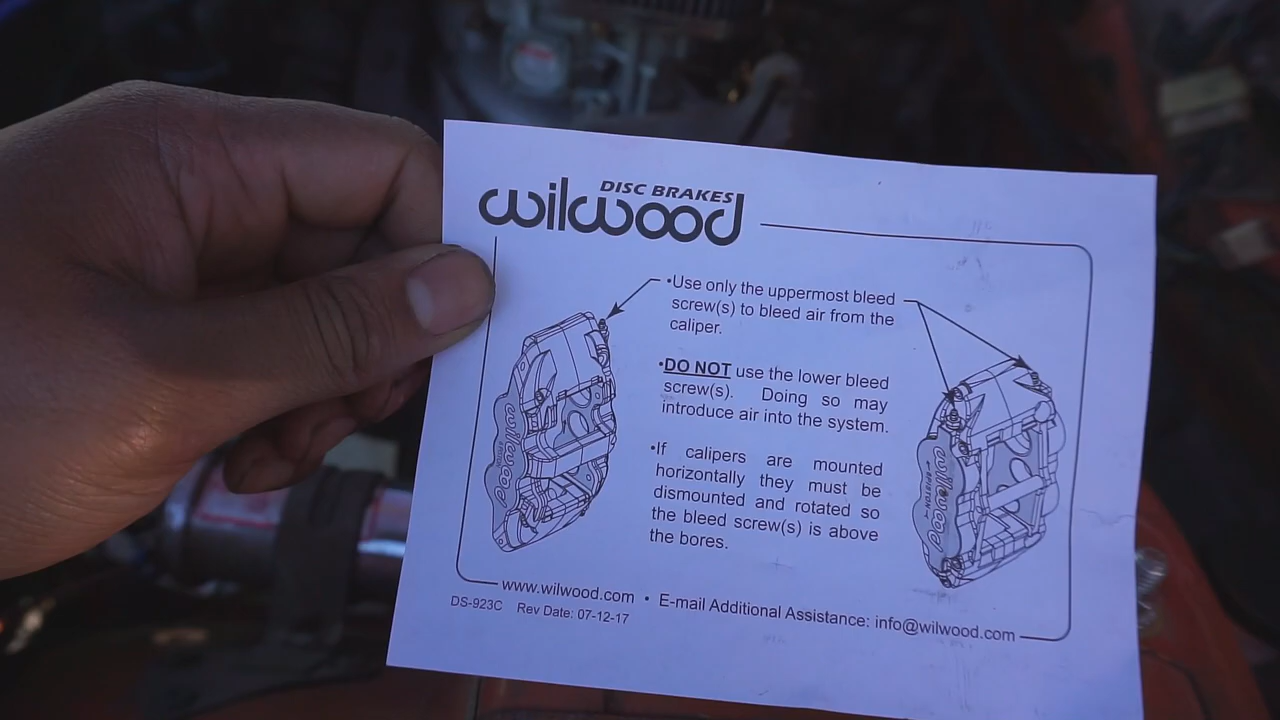 DISC BRAKES
wilwood
•Use only the uppermost bleed
screw(s) to bleed air from the
caliper.
•DO NOT use the lower bleed
screw(s). Doing so may
introduce air into the system.
•If calipers are mounted
horizontally they must be
dismounted and rotated so
the bleed screw(s) is above
the bores.
wilwood
wilwood
www.wilwood.com • E-mail Additional Assistance: info@wilwood.com
DS-923C Rev Date: 07-12-17